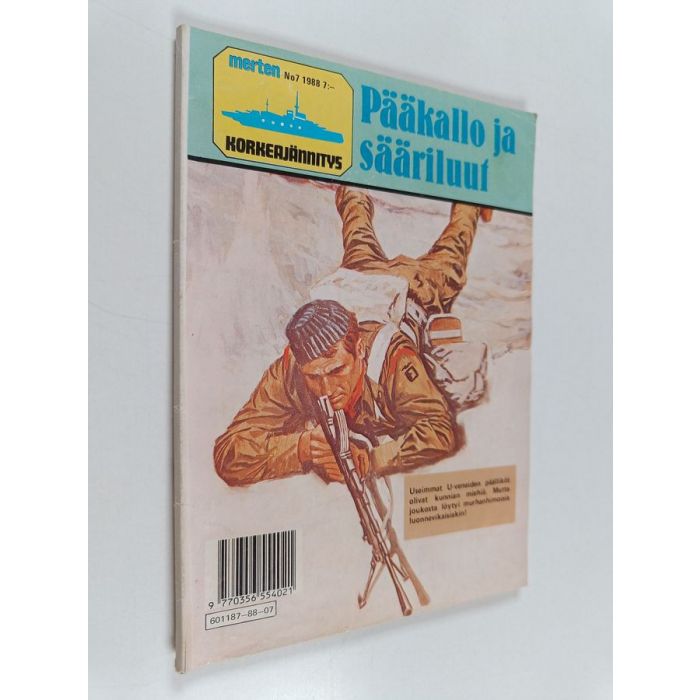 merten No7 1988 7:–
KORKEAJÄNNITYS
Pääkallo ja
sääriluut
Useimmat U-veneiden päälliköt
olivat kunnian miehiä. Mutta
joukosta löytyi murhanhimoisia
luonnevikaisiakin!
9 770356 554021
601187–88–07